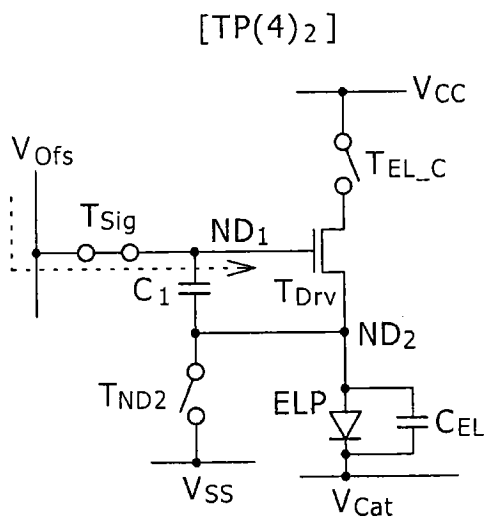 [TP(4)₂]
V_CC
V_Ofs
T_EL_C
T_Sig
ND₁
C₁
T_Drv
ND₂
T_ND2
ELP
C_EL
V_SS
V_Cat